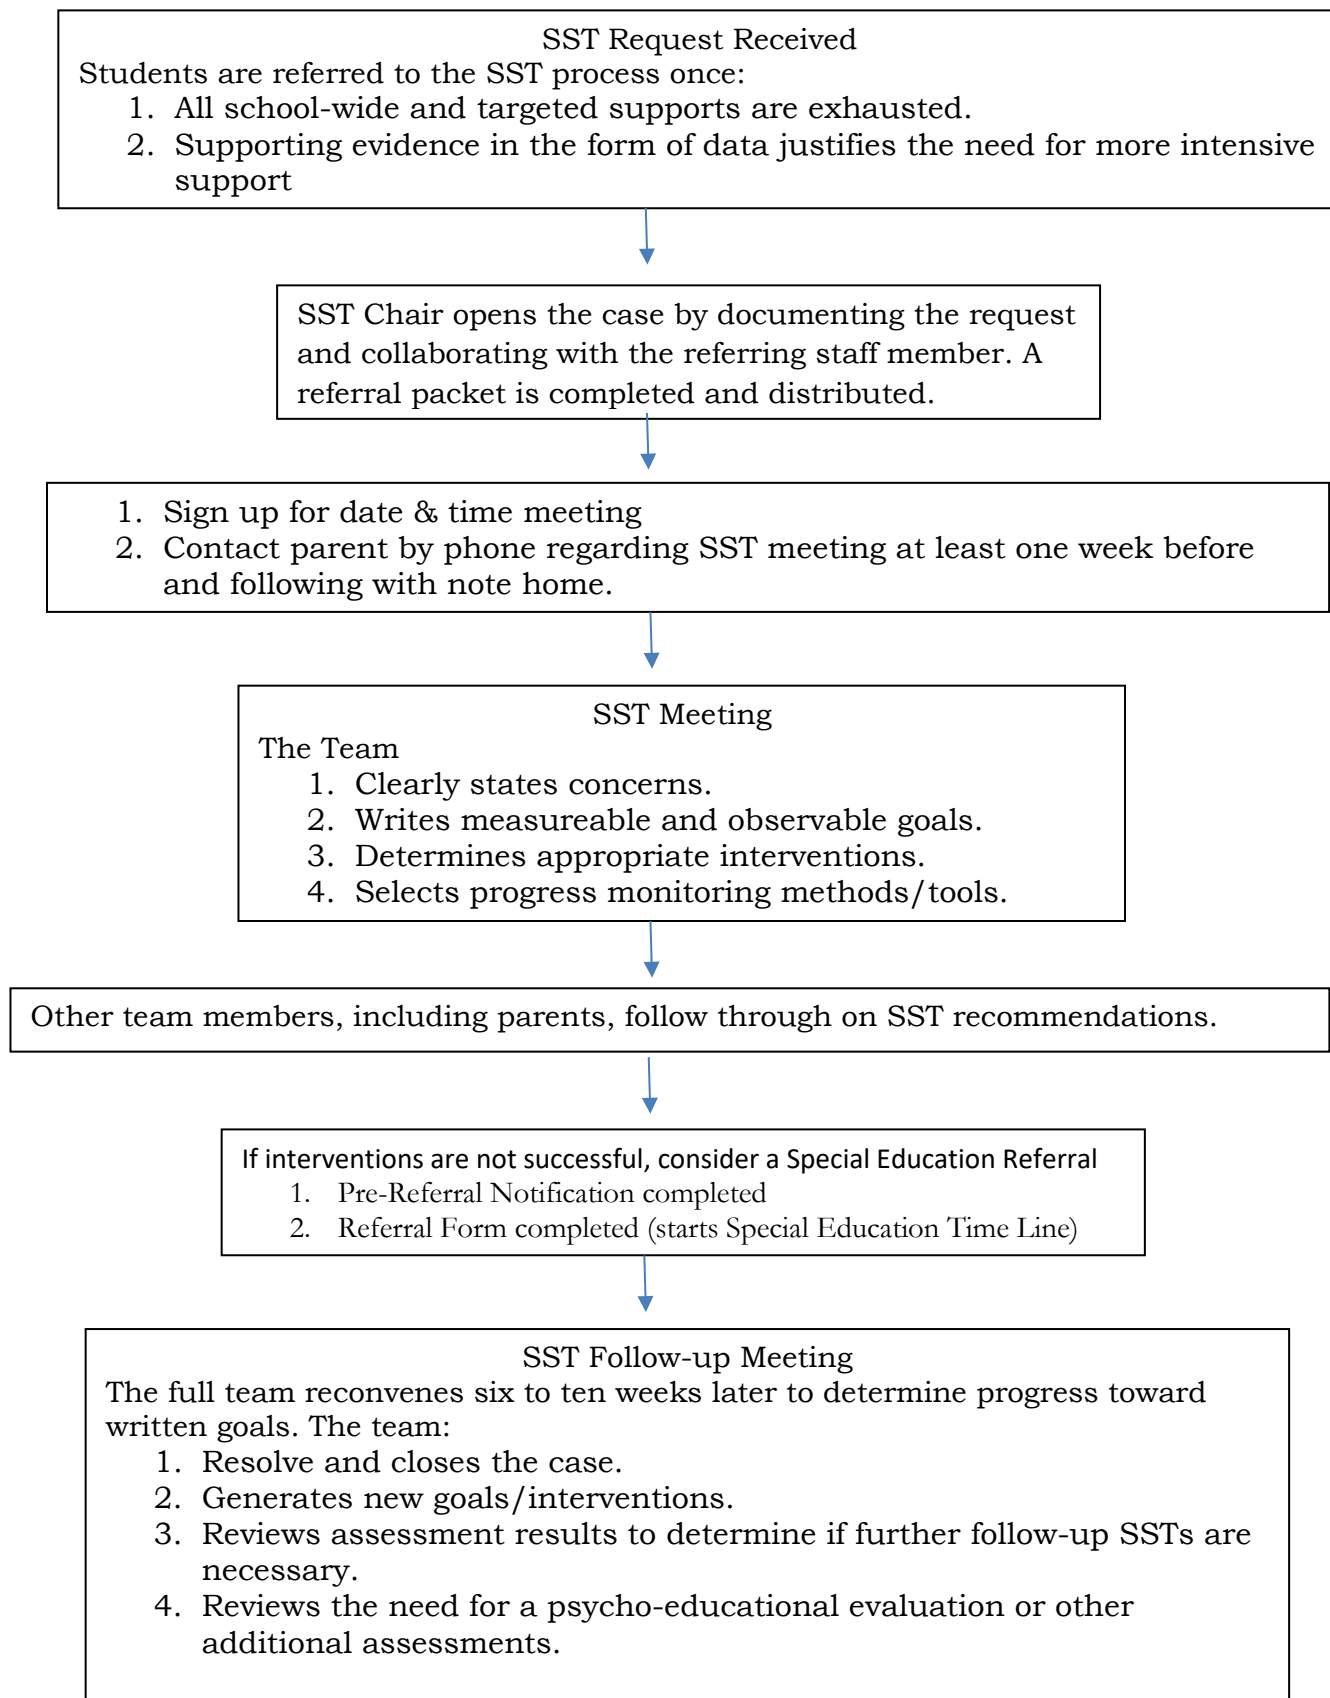 SST Request Received
Students are referred to the SST process once:
1. All school-wide and targeted supports are exhausted.
2. Supporting evidence in the form of data justifies the need for more intensive
support
SST Chair opens the case by documenting the request
and collaborating with the referring staff member. A
referral packet is completed and distributed.
1. Sign up for date & time meeting
2. Contact parent by phone regarding SST meeting at least one week before
and following with note home.
SST Meeting
The Team
1. Clearly states concerns.
2. Writes measureable and observable goals.
3. Determines appropriate interventions.
4. Selects progress monitoring methods/tools.
Other team members, including parents, follow through on SST recommendations.
If interventions are not successful, consider a Special Education Referral
1. Pre-Referral Notification completed
2. Referral Form completed (starts Special Education Time Line)
SST Follow-up Meeting
The full team reconvenes six to ten weeks later to determine progress toward
written goals. The team:
1. Resolve and closes the case.
2. Generates new goals/interventions.
3. Reviews assessment results to determine if further follow-up SSTs are
necessary.
4. Reviews the need for a psycho-educational evaluation or other
additional assessments.